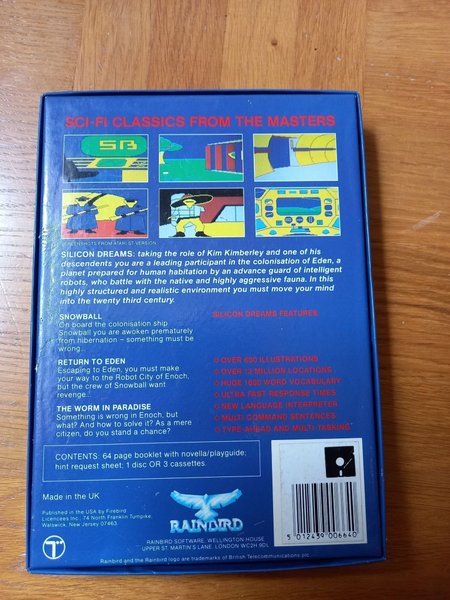 SCI-FI CLASSICS FROM THE MASTERS
SB
SCREENSHOTS FROM ATARI ST VERSION
SILICON DREAMS: taking the role of Kim Kimberley and one of his
descendents you are a leading participant in the colonisation of Eden, a
planet prepared for human habitation by an advance guard of intelligent
robots, who battle with the native and highly aggressive fauna. In this
highly structured and realistic environment you must move your mind
into the twenty third century.
SNOWBALL
On board the colonisation ship
Snowball you are awoken prematurely
from hibernation – something must be
wrong...
RETURN TO EDEN
Escaping to Eden, you must make
your way to the Robot City of Enoch,
but the crew of Snowball want
revenge...
THE WORM IN PARADISE
Something is wrong in Enoch, but
what? And how to solve it? As a mere
citizen, do you stand a chance?
SILICON DREAMS FEATURES:
OVER 400 ILLUSTRATIONS
OVER MILLION LOCATIONS
HUGE 1000 WORD VOCABULARY
ULTRA FAST RESPONSE TIMES
NEW LANGUAGE INTERPRETER
MULTI COMMAND SENTENCES
TYPE-AHEAD AND MULTI-TASKING*
CONTENTS: 64 page booklet with novella/playguide;
hint request sheet; 1 disc OR 3 cassettes.
Made in the UK
Published in the USA by Firebird
Licencees Inc., 74 North Franklin Turnpike,
Walswick, New Jersey 07463.
T
RAINBIRD
RAINBIRD SOFTWARE, WELLINGTON HOUSE
UPPER ST. MARTIN'S LANE, LONDON WC2H 9DL
5 012439 006640
Rainbird and the Rainbird logo are trademarks of British Telecommunications plc